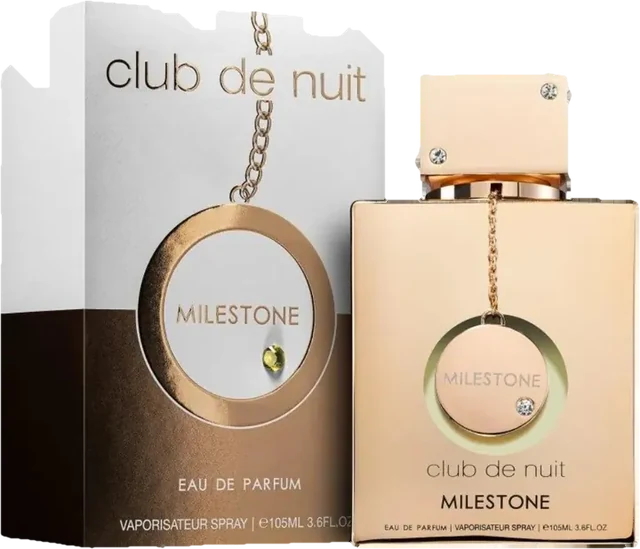 club de nuit
MILESTONE
EAU DE PARFUM
VAPORISATEUR SPRAY | ℮105ML 3.6FL.OZ
MILESTONE
club de nuit
MILESTONE
EAU DE PARFUM | VAPORISATEUR SPRAY | ℮105ML 3.6FL.OZ.